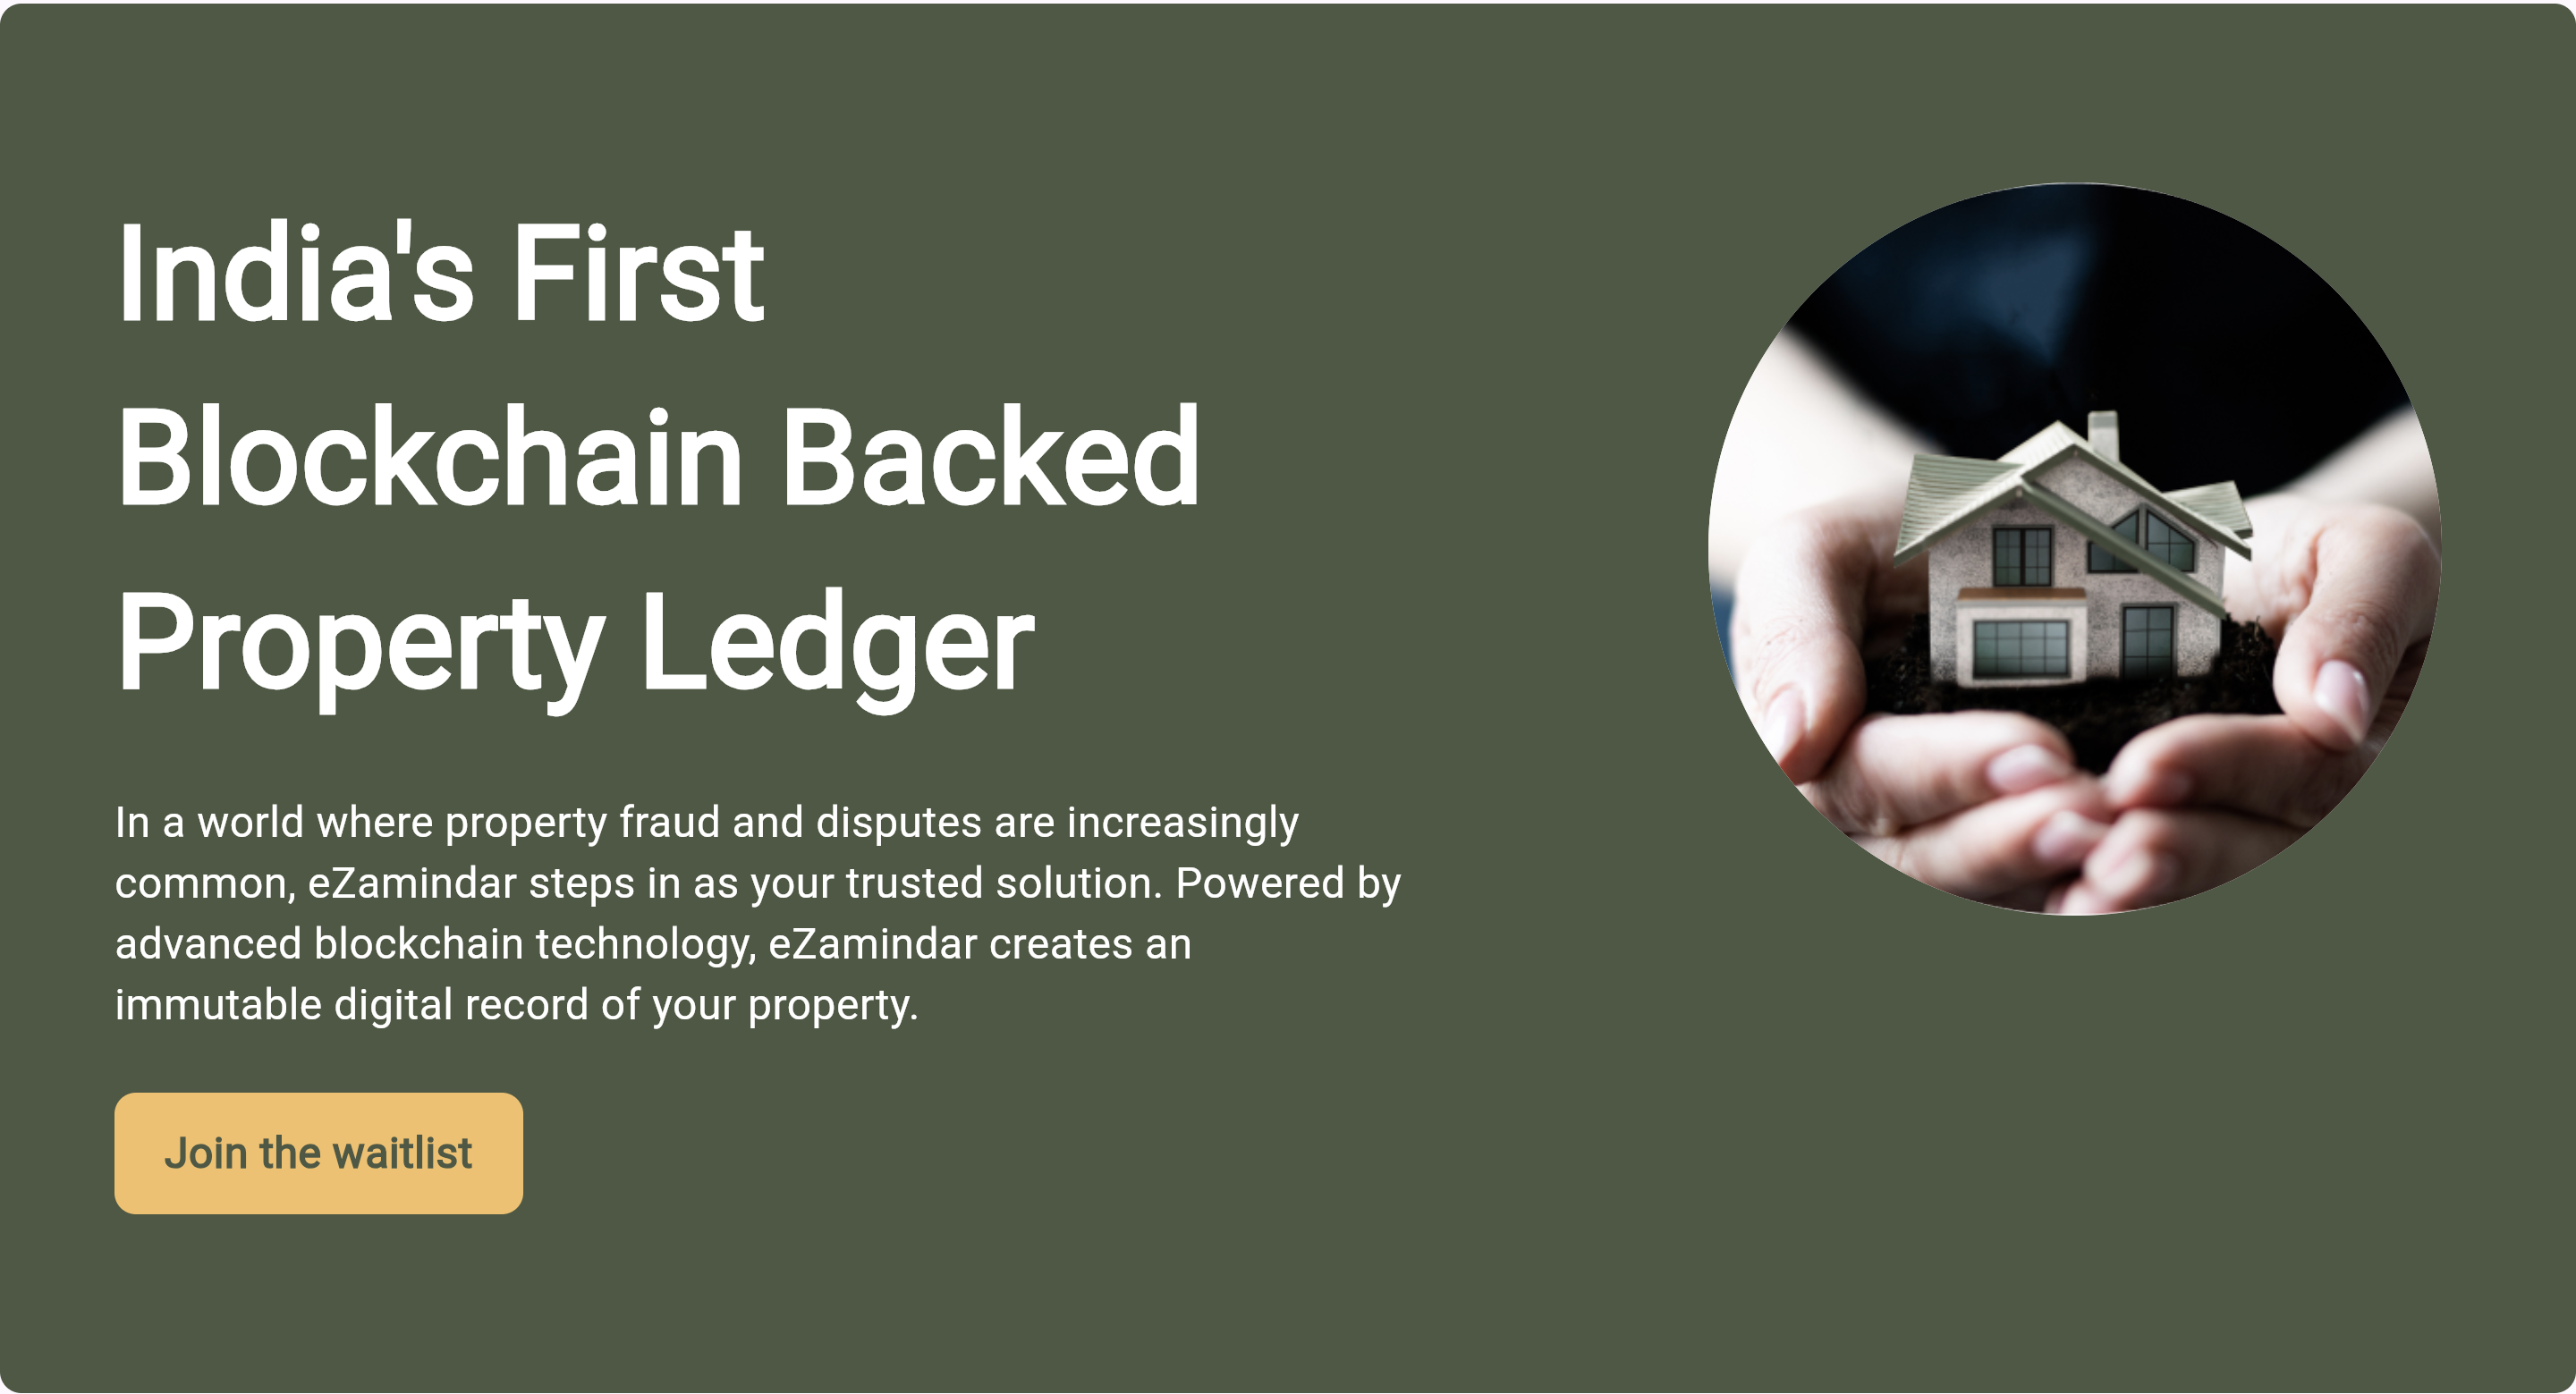 India's First
Blockchain Backed
Property Ledger
In a world where property fraud and disputes are increasingly
common, eZamindar steps in as your trusted solution. Powered by
advanced blockchain technology, eZamindar creates an
immutable digital record of your property.
Join the waitlist